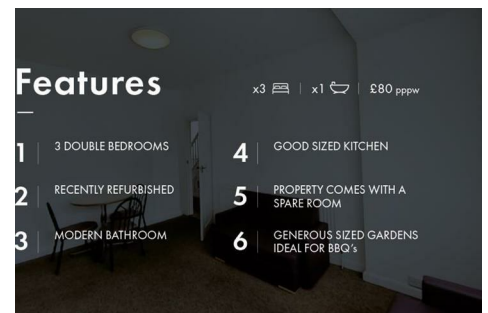 Features
x3 | x1 | £80 pppw
1 | 3 DOUBLE BEDROOMS
2 | RECENTLY REFURBISHED
3 | MODERN BATHROOM
4 | GOOD SIZED KITCHEN
5 | PROPERTY COMES WITH A
SPARE ROOM
6 | GENEROUS SIZED GARDENS
IDEAL FOR BBQ's